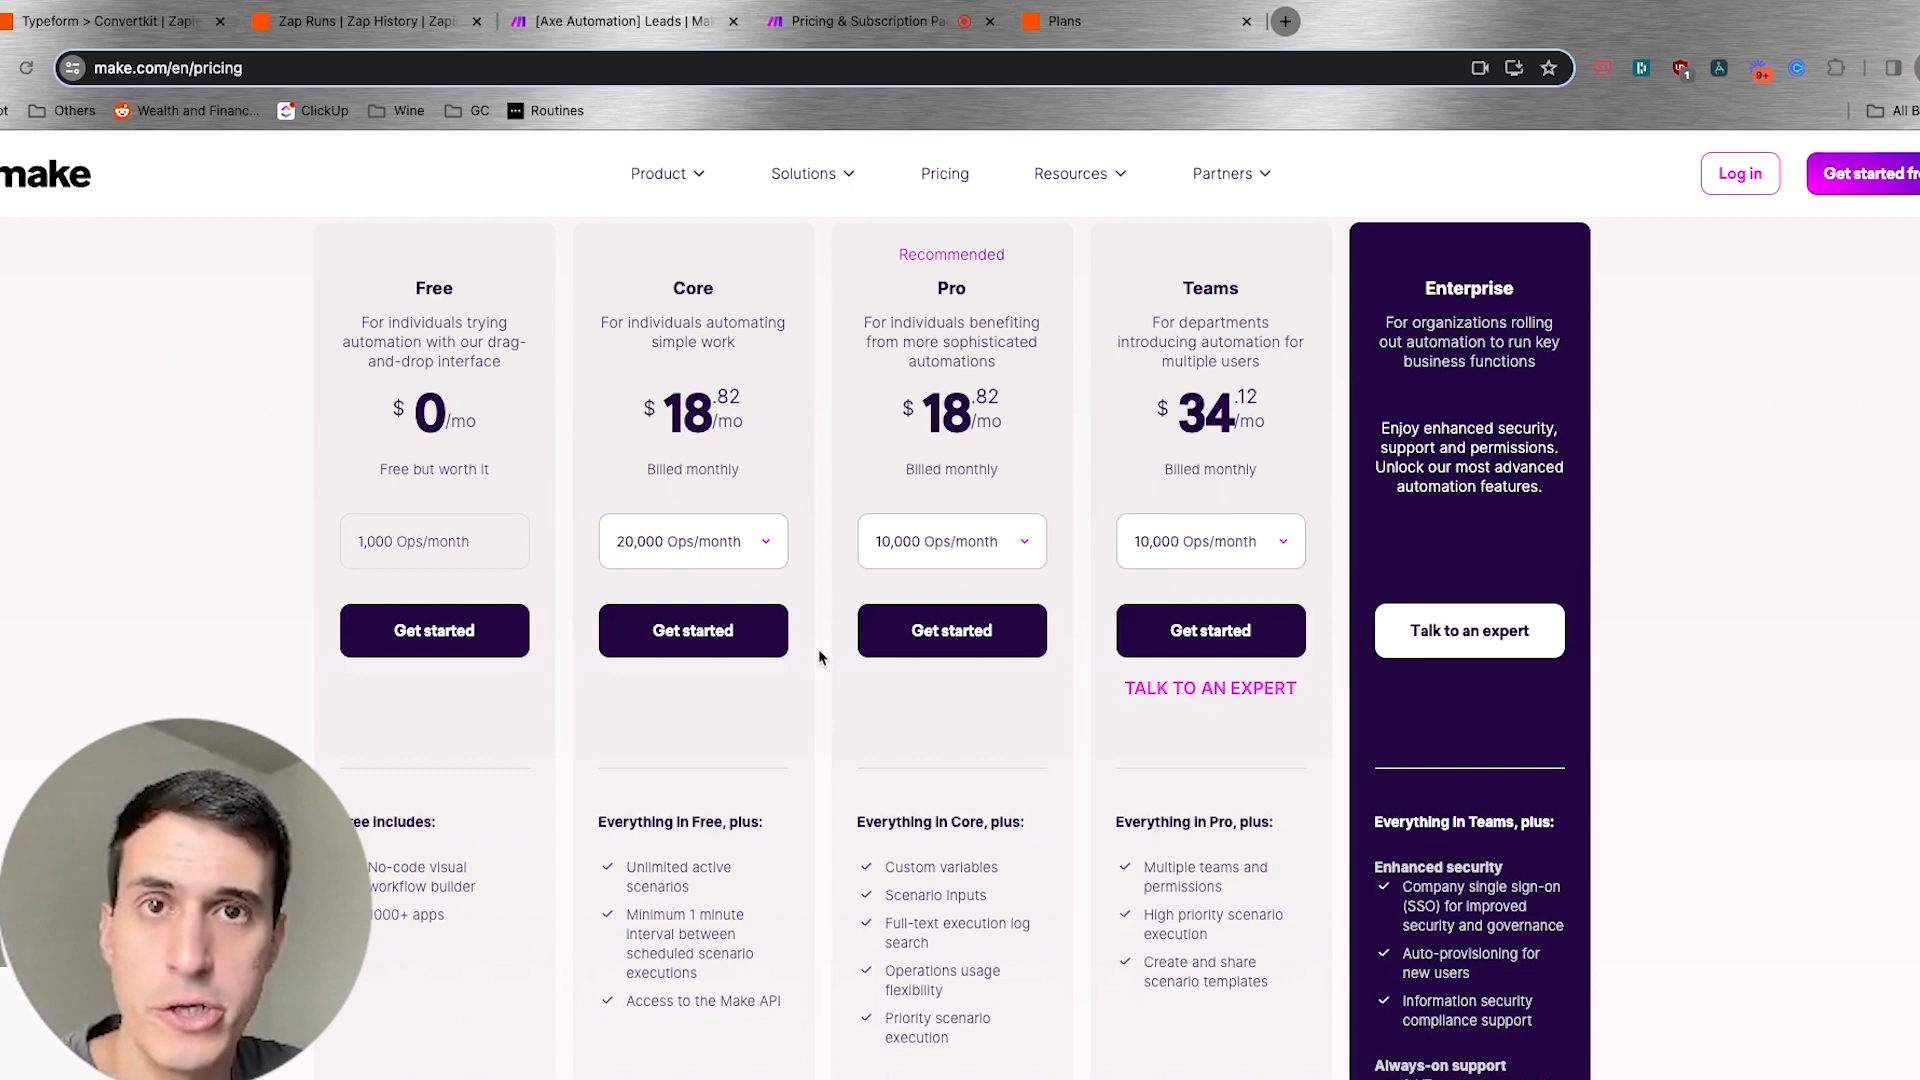 Typeform > Convertkit | Zapie
Zap Runs | Zap History | Zapi
[Axe Automation] Leads | Mak
Pricing & Subscription Pac
Plans
make.com/en/pricing
1
9+
ot
Others
Wealth and Financ...
ClickUp
Wine
GC
Routines
All B
make
Product
Solutions
Pricing
Resources
Partners
Log in
Get started fr
Free
For individuals trying
automation with our drag-
and-drop interface
$ 0/mo
Free but worth it
1,000 Ops/month
Get started
ree includes:
No-code visual
workflow builder
1000+ apps
Core
For individuals automating
simple work
$ 18.82/mo
Billed monthly
20,000 Ops/month
Get started
Everything in Free, plus:
Unlimited active
scenarios
Minimum 1 minute
interval between
scheduled scenario
executions
Access to the Make API
Recommended
Pro
For individuals benefiting
from more sophisticated
automations
$ 18.82/mo
Billed monthly
10,000 Ops/month
Get started
Everything in Core, plus:
Custom variables
Scenario Inputs
Full-text execution log
search
Operations usage
flexibility
Priority scenario
execution
Teams
For departments
introducing automation for
multiple users
$ 34.12/mo
Billed monthly
10,000 Ops/month
Get started
TALK TO AN EXPERT
Everything in Pro, plus:
Multiple teams and
permissions
High priority scenario
execution
Create and share
scenario templates
Enterprise
For organizations rolling
out automation to run key
business functions
Enjoy enhanced security,
support and permissions.
Unlock our most advanced
automation features.
Talk to an expert
Everything in Teams, plus:
Enhanced security
Company single sign-on
(SSO) for improved
security and governance
Auto-provisioning for
new users
Information security
compliance support
Always-on support